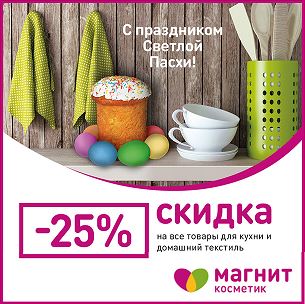 С праздником
Светлой
Пасхи!
-25%
скидка
на все товары для кухни и
домашний текстиль
МАГНИТ
косметик